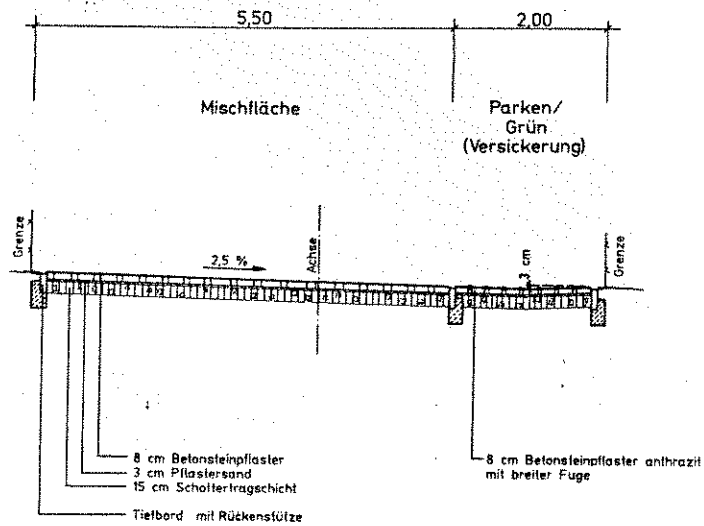 5,50
2,00
Mischfläche
Parken/
Grün
(Versickerung)
Grenze
2,5 %
Achse
3 cm
Grenze
8 cm Betonsteinpflaster
3 cm Pflastersand
15 cm Schottertragschicht
Tiefbord mit Rückenstütze
8 cm Betonsteinpflaster anthrazit
mit breiter Fuge